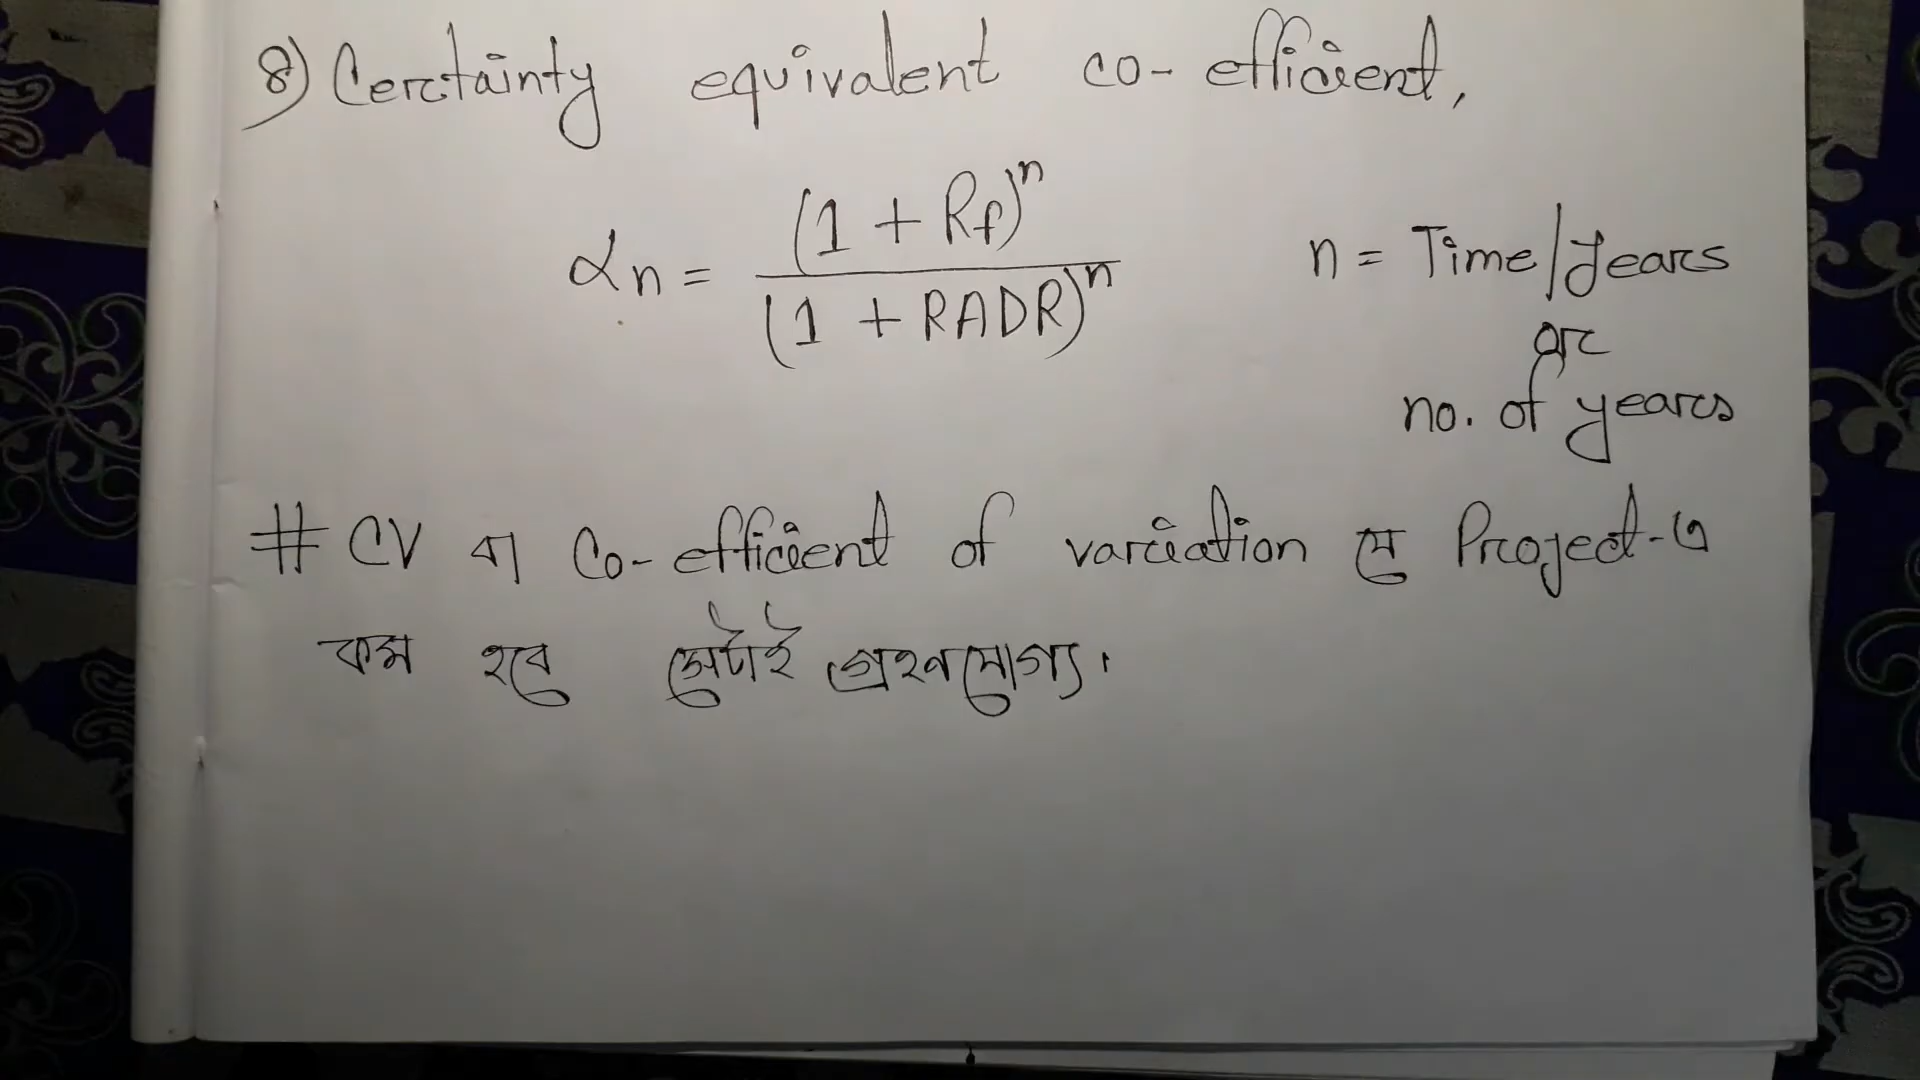 8) Certainty equivalent co-efficient,
αn = (1 + Rf)^n / (1 + RADR)^n
n = Time/years
or
no. of years
# CV বা Co-efficient of variation যে Project-এ
কম হবে সেটাই গ্রহনযোগ্য।